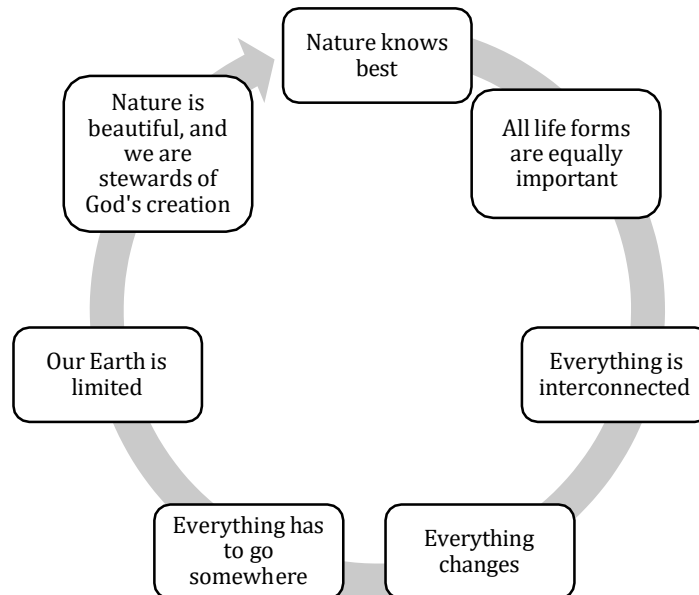 Nature knows
best
All life forms
are equally
important
Everything is
interconnected
Everything
changes
Everything has
to go
somewhere
Our Earth is
limited
Nature is
beautiful, and
we are
stewards of
God's creation